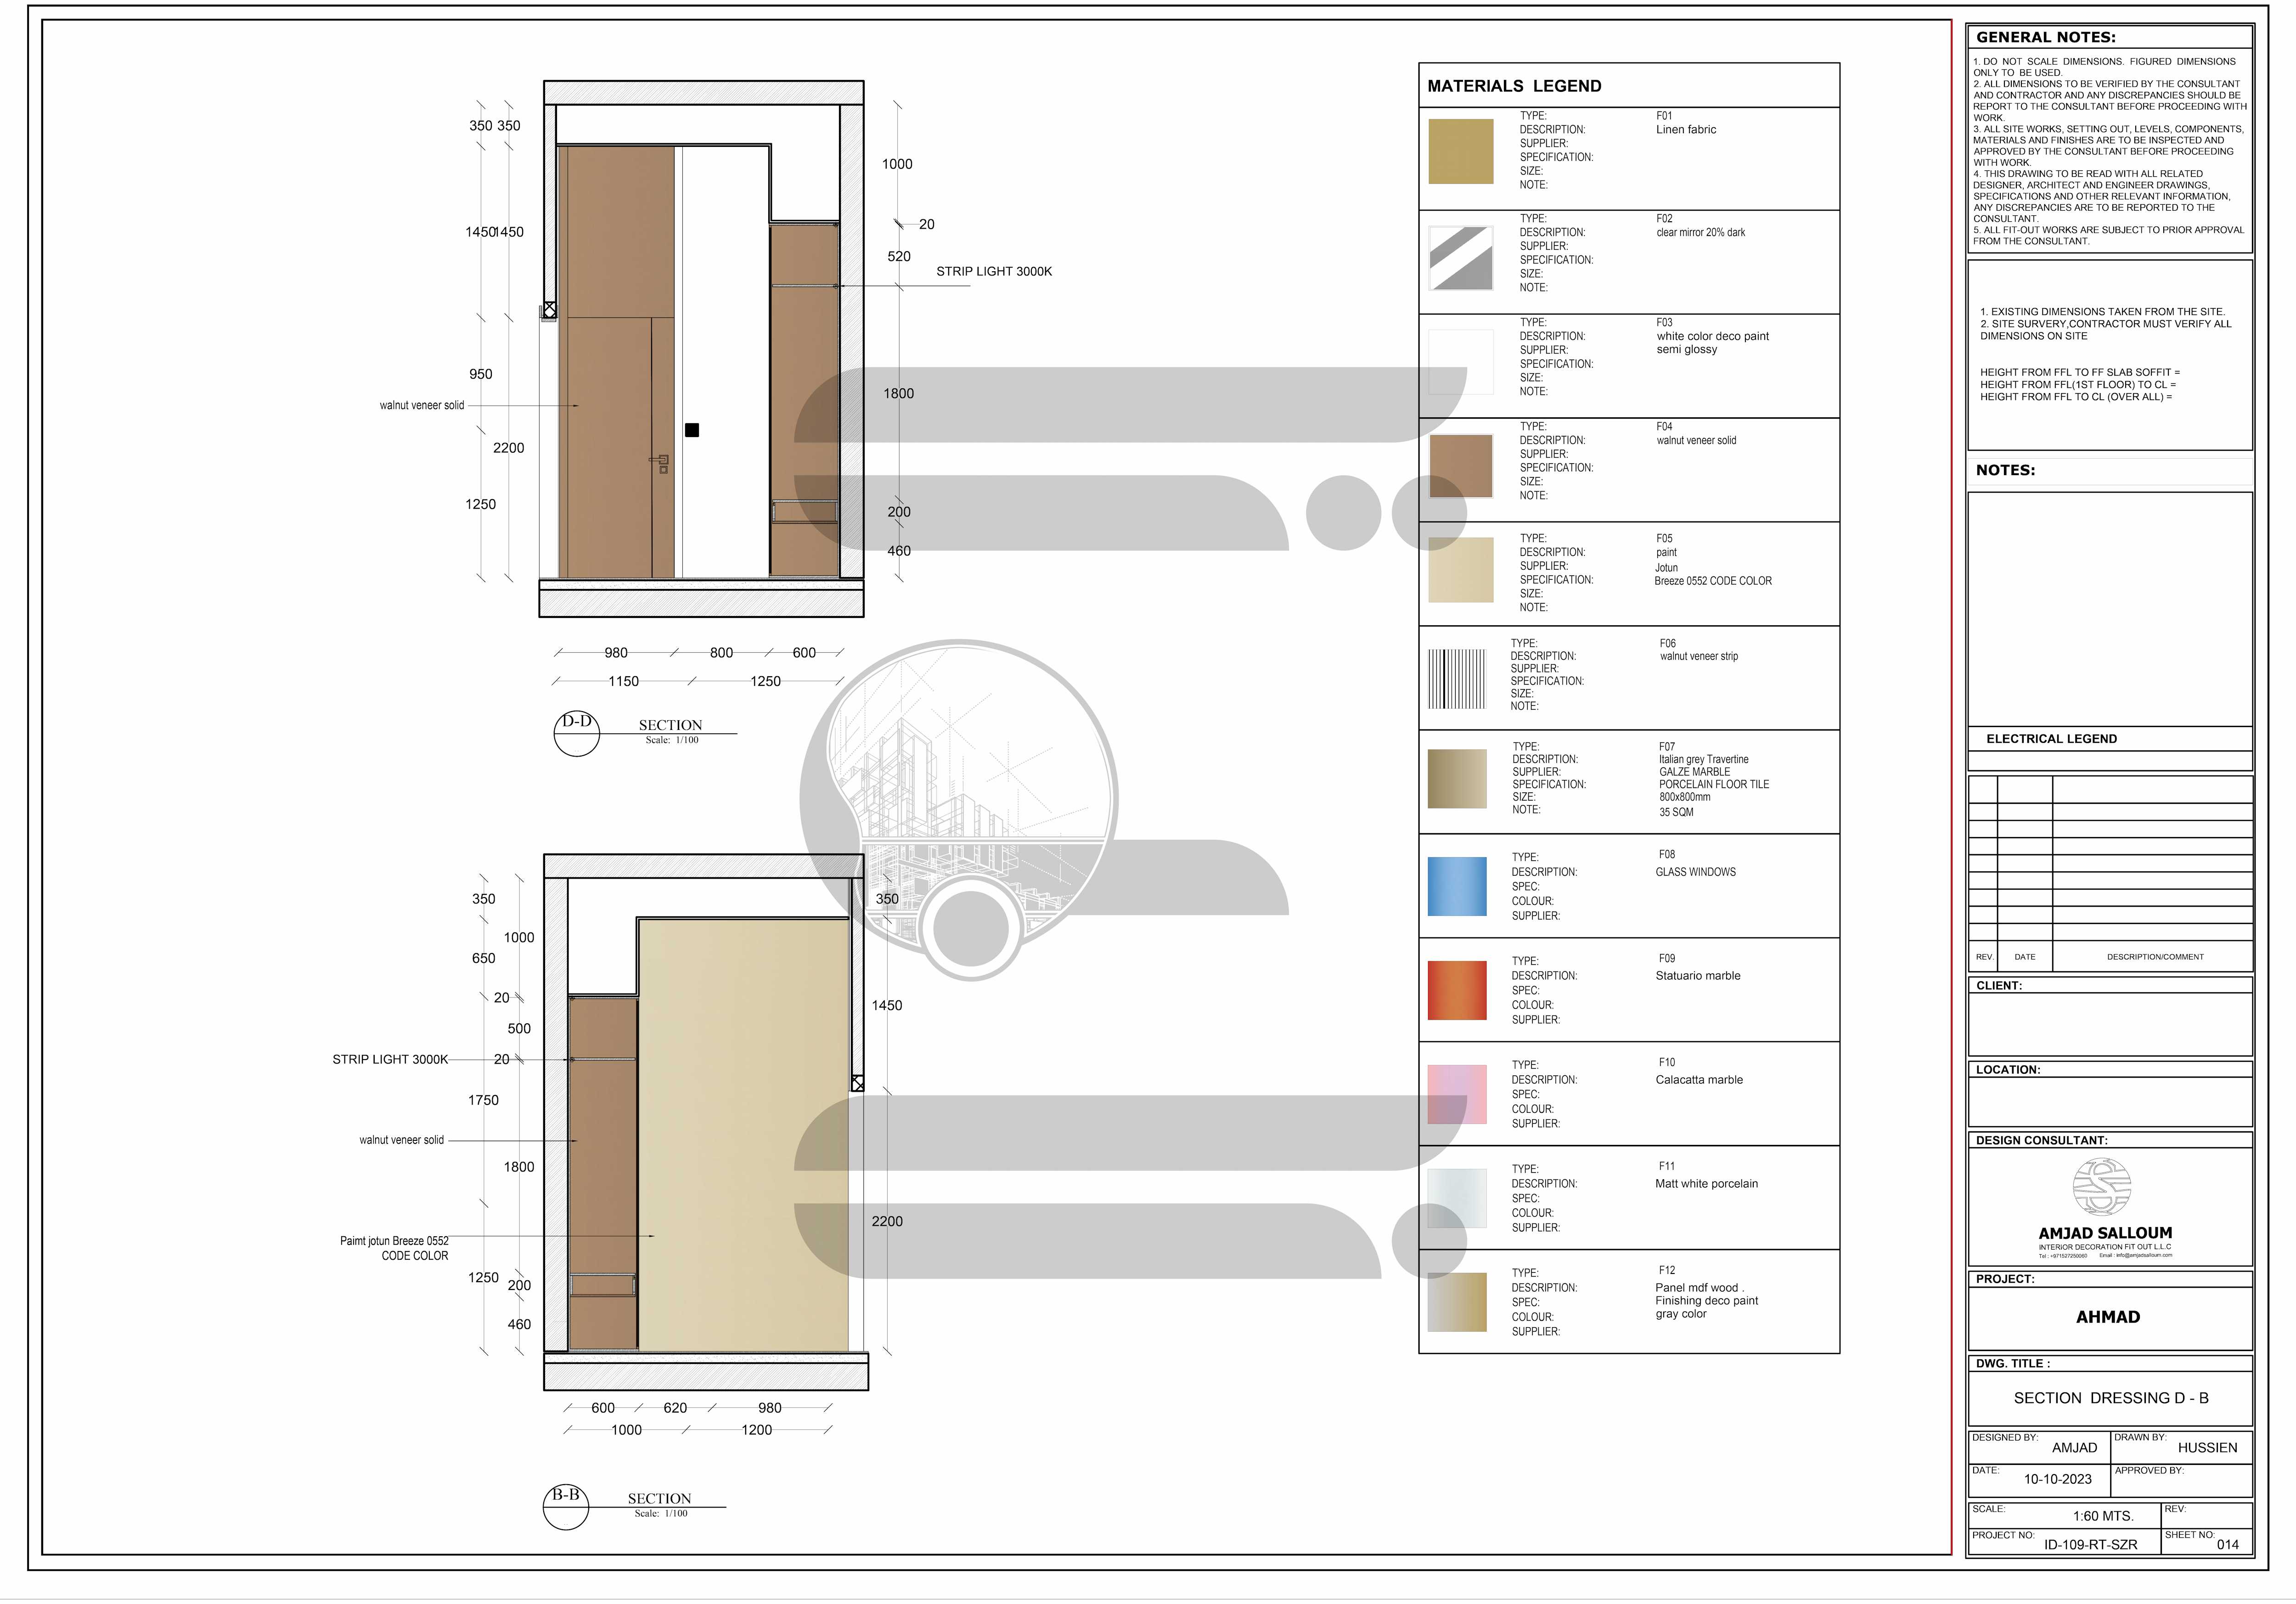 350 350
1450 1450
950
walnut veneer solid
2200
1250
1000
20
520
STRIP LIGHT 3000K
1800
200
460
980 800 600
1150 1250
D-D SECTION
Scale: 1/100
350
1000
650
20
500
STRIP LIGHT 3000K 20
1750
walnut veneer solid
1800
Paimt jotun Breeze 0552
CODE COLOR
1250 200
460
350
1450
2200
600 620 980
1000 1200
B-B SECTION
Scale: 1/100
MATERIALS LEGEND
TYPE: F01
DESCRIPTION: Linen fabric
SUPPLIER:
SPECIFICATION:
SIZE:
NOTE:
TYPE: F02
DESCRIPTION: clear mirror 20% dark
SUPPLIER:
SPECIFICATION:
SIZE:
NOTE:
TYPE: F03
DESCRIPTION: white color deco paint
SUPPLIER: semi glossy
SPECIFICATION:
SIZE:
NOTE:
TYPE: F04
DESCRIPTION: walnut veneer solid
SUPPLIER:
SPECIFICATION:
SIZE:
NOTE:
TYPE: F05
DESCRIPTION: paint
SUPPLIER: Jotun
SPECIFICATION: Breeze 0552 CODE COLOR
SIZE:
NOTE:
TYPE: F06
DESCRIPTION: walnut veneer strip
SUPPLIER:
SPECIFICATION:
SIZE:
NOTE:
TYPE: F07
DESCRIPTION: Italian grey Travertine
SUPPLIER: GALZE MARBLE
SPECIFICATION: PORCELAIN FLOOR TILE
SIZE: 800x800mm
NOTE: 35 SQM
TYPE: F08
DESCRIPTION: GLASS WINDOWS
SPEC:
COLOUR:
SUPPLIER:
TYPE: F09
DESCRIPTION: Statuario marble
SPEC:
COLOUR:
SUPPLIER:
TYPE: F10
DESCRIPTION: Calacatta marble
SPEC:
COLOUR:
SUPPLIER:
TYPE: F11
DESCRIPTION: Matt white porcelain
SPEC:
COLOUR:
SUPPLIER:
TYPE: F12
DESCRIPTION: Panel mdf wood .
SPEC: Finishing deco paint
COLOUR: gray color
SUPPLIER:
GENERAL NOTES:
1. DO NOT SCALE DIMENSIONS. FIGURED DIMENSIONS
ONLY TO BE USED.
2. ALL DIMENSIONS TO BE VERIFIED BY THE CONSULTANT
AND CONTRACTOR AND ANY DISCREPANCIES SHOULD BE
REPORT TO THE CONSULTANT BEFORE PROCEEDING WITH
WORK.
3. ALL SITE WORKS, SETTING OUT, LEVELS, COMPONENTS,
MATERIALS AND FINISHES ARE TO BE INSPECTED AND
APPROVED BY THE CONSULTANT BEFORE PROCEEDING
WITH WORK.
4. THIS DRAWING TO BE READ WITH ALL RELATED
DESIGNER, ARCHITECT AND ENGINEER DRAWINGS,
SPECIFICATIONS AND OTHER RELEVANT INFORMATION,
ANY DISCREPANCIES ARE TO BE REPORTED TO THE
CONSULTANT.
5. ALL FIT-OUT WORKS ARE SUBJECT TO PRIOR APPROVAL
FROM THE CONSULTANT.
1. EXISTING DIMENSIONS TAKEN FROM THE SITE.
2. SITE SURVERY,CONTRACTOR MUST VERIFY ALL
DIMENSIONS ON SITE
HEIGHT FROM FFL TO FF SLAB SOFFIT =
HEIGHT FROM FFL(1ST FLOOR) TO CL =
HEIGHT FROM FFL TO CL (OVER ALL) =
NOTES:
ELECTRICAL LEGEND
REV. DATE DESCRIPTION/COMMENT
CLIENT:
LOCATION:
DESIGN CONSULTANT:
AMJAD SALLOUM
INTERIOR DECORATION FIT OUT L.L.C
Tel : +971527250060 Email : info@amjadsalloum.com
PROJECT:
AHMAD
DWG. TITLE :
SECTION DRESSING D - B
DESIGNED BY: AMJAD DRAWN BY: HUSSIEN
DATE: 10-10-2023 APPROVED BY:
SCALE: 1:60 MTS. REV:
PROJECT NO: ID-109-RT-SZR SHEET NO: 014